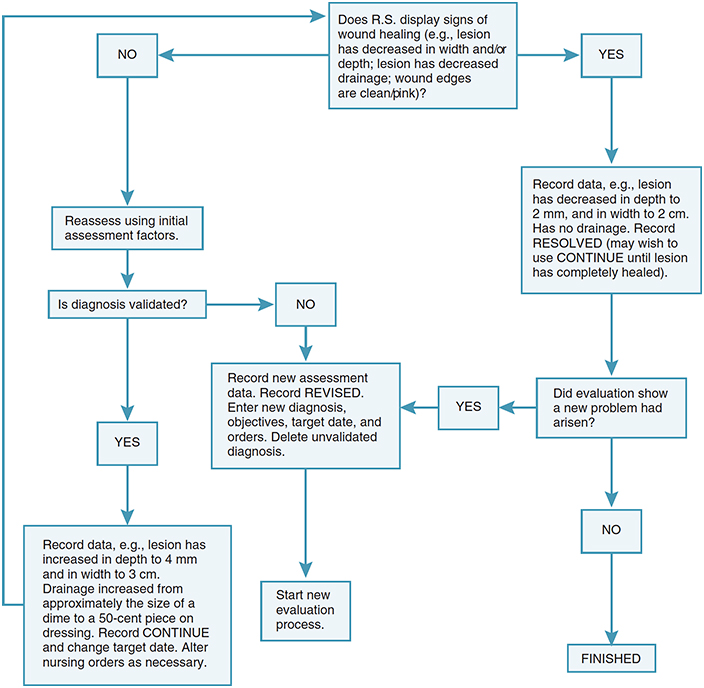 Does R.S. display signs of
wound healing (e.g., lesion
has decreased in width and/or
depth; lesion has decreased
drainage; wound edges
are clean/pink)?
NO
YES
Record data, e.g., lesion
has decreased in depth to
2 mm, and in width to 2 cm.
Has no drainage. Record
RESOLVED (may wish to
use CONTINUE until lesion
has completely healed).
Reassess using initial
assessment factors.
Is diagnosis validated?
NO
Record new assessment
data. Record REVISED.
Enter new diagnosis,
objectives, target date, and
orders. Delete unvalidated
diagnosis.
YES
Did evaluation show
a new problem had
arisen?
YES
NO
Record data, e.g., lesion has
increased in depth to 4 mm
and in width to 3 cm.
Drainage increased from
approximately the size of a
dime to a 50-cent piece on
dressing. Record CONTINUE
and change target date. Alter
nursing orders as necessary.
Start new
evaluation
process.
FINISHED